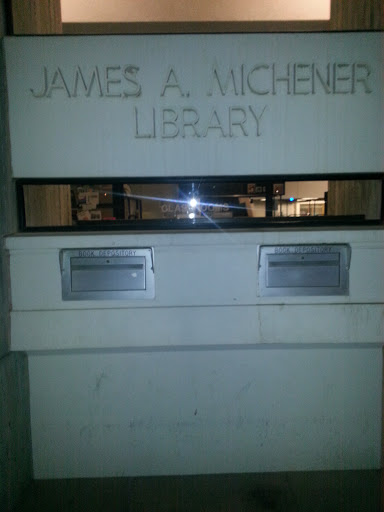 JAMES A. MICHENER
LIBRARY
BOOK DEPOSITORY
BOOK DEPOSITORY